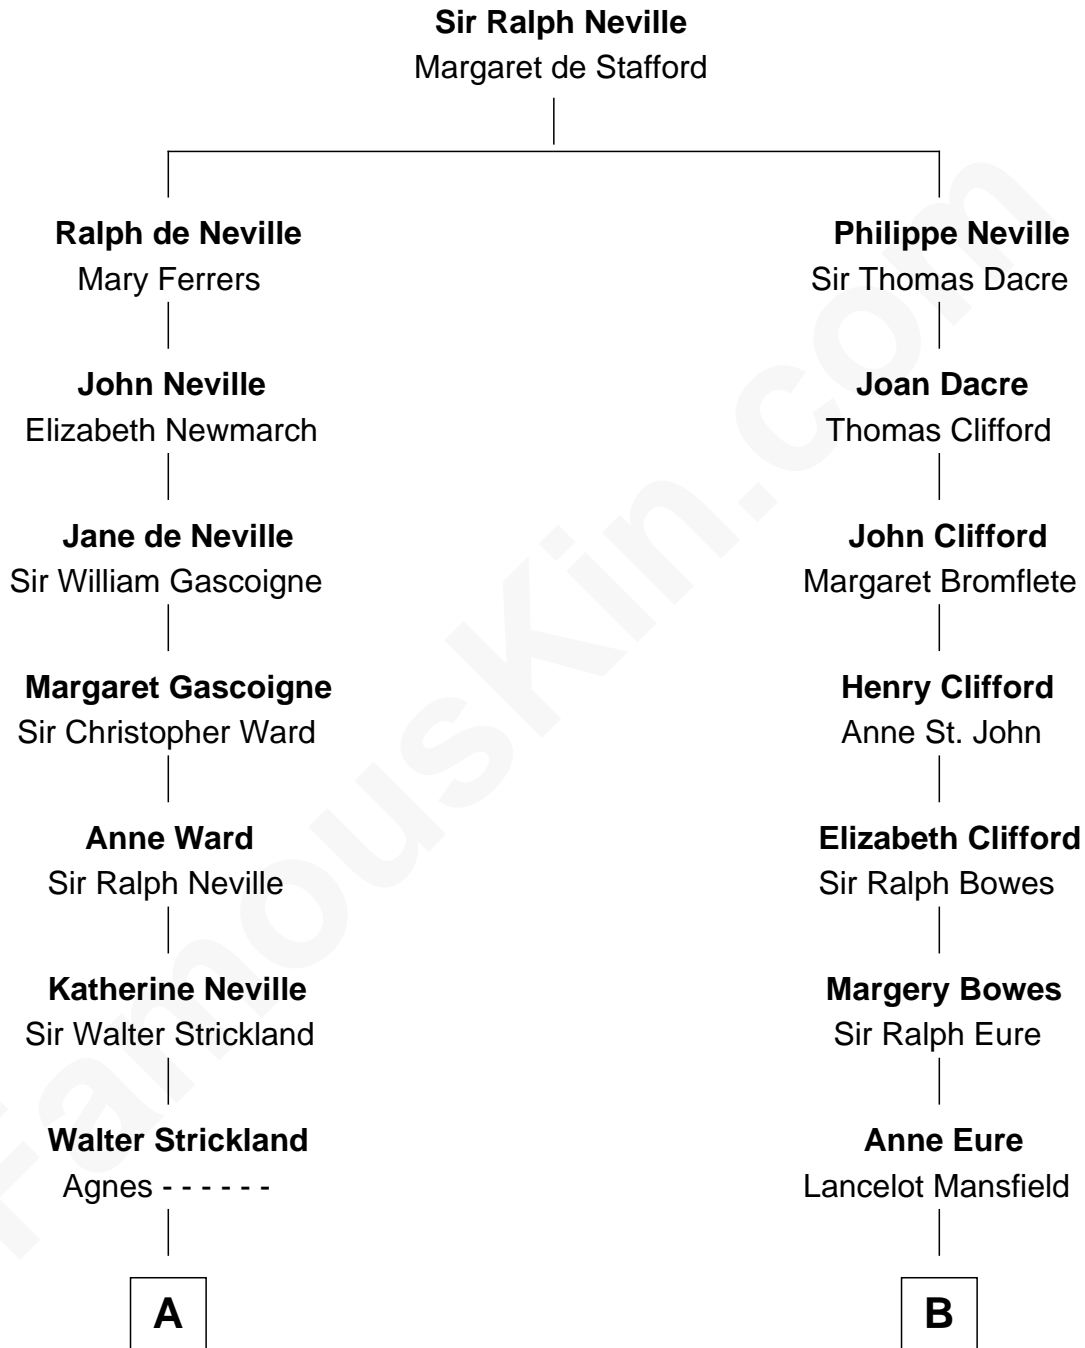 Sir Ralph Neville
Margaret de Stafford
Ralph de Neville
Mary Ferrers
Philippe Neville
Sir Thomas Dacre
John Neville
Elizabeth Newmarch
Joan Dacre
Thomas Clifford
Jane de Neville
Sir William Gascoigne
John Clifford
Margaret Bromflete
Margaret Gascoigne
Sir Christopher Ward
Henry Clifford
Anne St. John
Anne Ward
Sir Ralph Neville
Elizabeth Clifford
Sir Ralph Bowes
Katherine Neville
Sir Walter Strickland
Margery Bowes
Sir Ralph Eure
Walter Strickland
Agnes - - - - - -
Anne Eure
Lancelot Mansfield
A
B
FamousKin.com